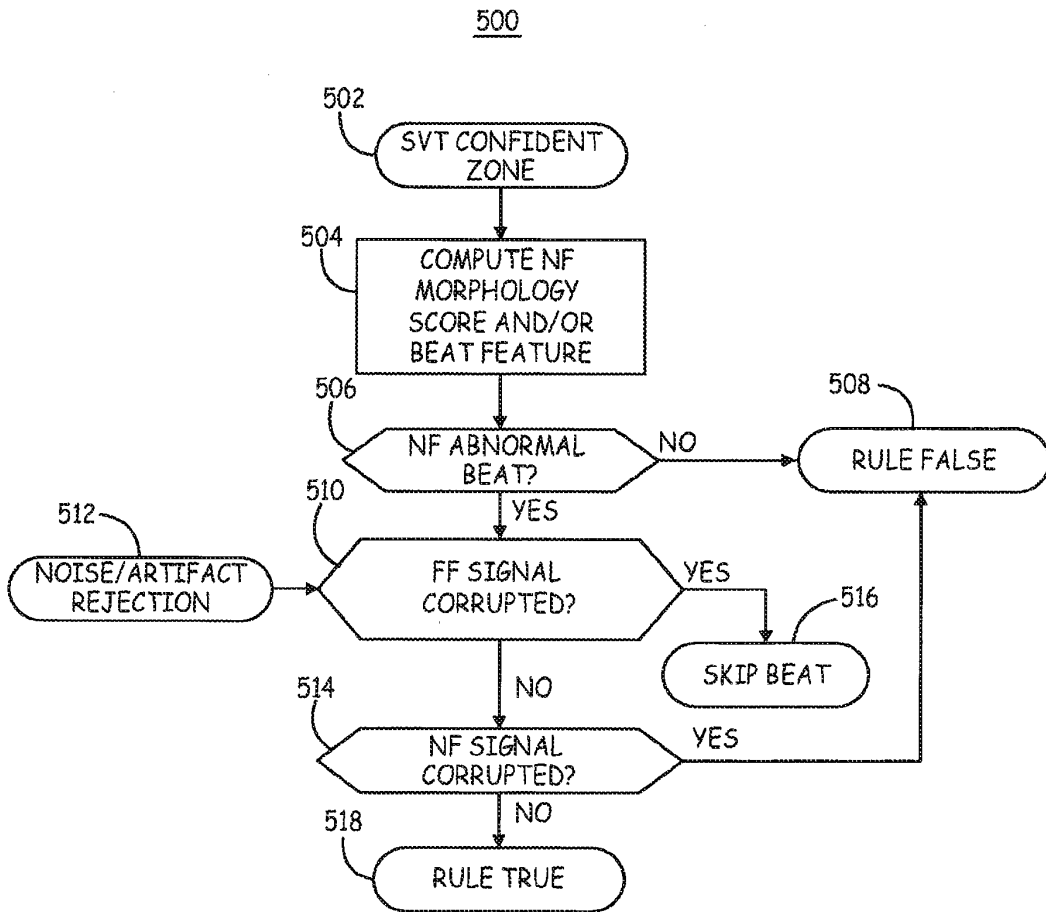 500
502
SVT CONFIDENT
ZONE
504
COMPUTE NF
MORPHOLOGY
SCORE AND/OR
BEAT FEATURE
506
NF ABNORMAL
BEAT?
NO
508
RULE FALSE
YES
510
512
NOISE/ARTIFACT
REJECTION
FF SIGNAL
CORRUPTED?
YES
516
SKIP BEAT
NO
514
NF SIGNAL
CORRUPTED?
YES
NO
518
RULE TRUE